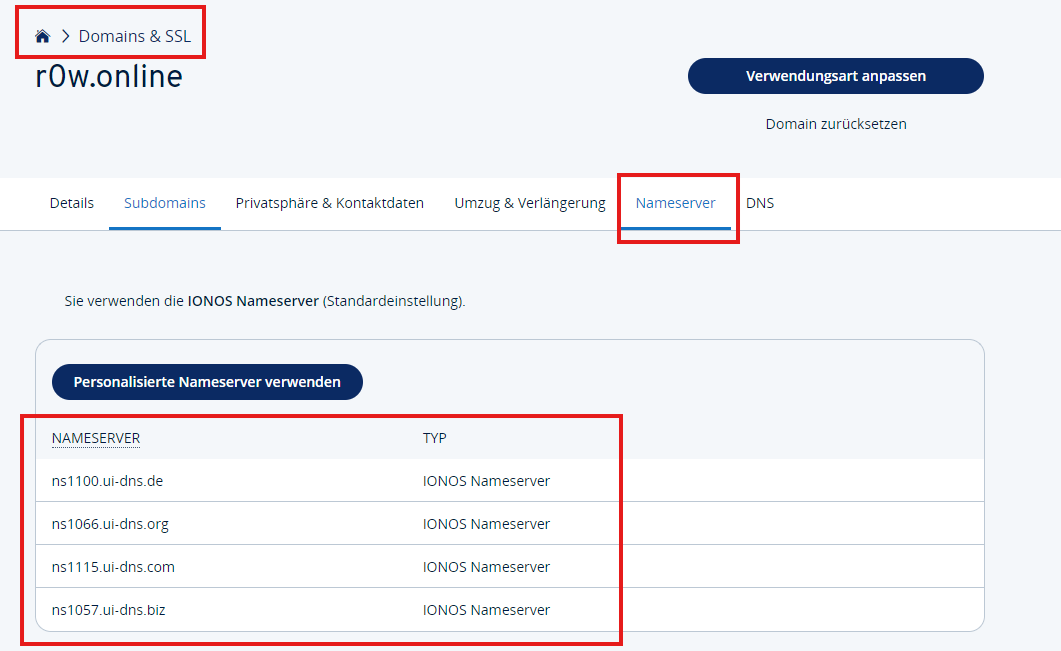 Domains & SSL
r0w.online
Verwendungsart anpassen
Domain zurücksetzen
Details Subdomains Privatsphäre & Kontaktdaten Umzug & Verlängerung Nameserver DNS
Sie verwenden die IONOS Nameserver (Standardeinstellung).
Personalisierte Nameserver verwenden
NAMESERVER TYP
ns1100.ui-dns.de IONOS Nameserver
ns1066.ui-dns.org IONOS Nameserver
ns1115.ui-dns.com IONOS Nameserver
ns1057.ui-dns.biz IONOS Nameserver